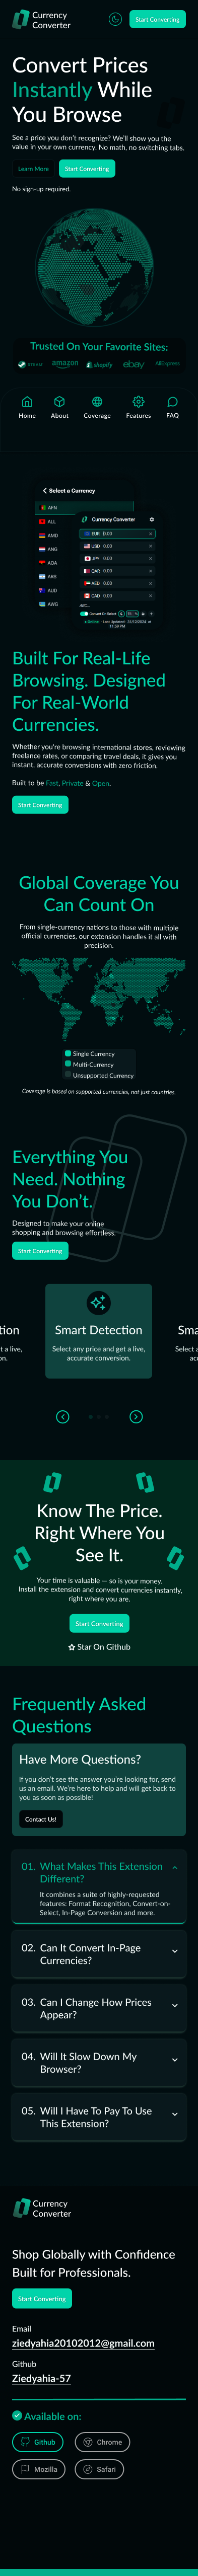 Currency
Converter
Start Converting
Convert Prices
Instantly While
You Browse
See a price you don't recognize? We'll show you the
value in your own currency. No math, no switching tabs.
Learn More
Start Converting
No sign-up required.
Trusted On Your Favorite Sites:
STEAM
amazon
shopify
ebay
AliExpress
Home
About
Coverage
Features
FAQ
Select a Currency
AFN
ALL
AMD
ANG
AOA
ARS
AUD
AWG
Currency Converter
EUR 0.00
USD 0.00
JPY 0.00
QAR 0.00
AED 0.00
CAD 0.00
Convert On Select
Online
Last Updated: 31/12/2024 at
11:39 PM
Built For Real-Life
Browsing. Designed
For Real-World
Currencies.
Whether you're browsing international stores, reviewing
freelance rates, or comparing travel deals, it gives you
instant, accurate conversions with zero friction.
Built to be Fast, Private & Open.
Start Converting
Global Coverage You
Can Count On
From single-currency nations to those with multiple
official currencies, our extension handles it all with
precision.
Single Currency
Multi-Currency
Unsupported Currency
Coverage is based on supported currencies, not just countries.
Everything You
Need. Nothing
You Don't.
Designed to make your online
shopping and browsing effortless.
Start Converting
tion
t a live,
on.
Smart Detection
Select any price and get a live,
accurate conversion.
Sma
Select a
acc
Know The Price.
Right Where You
See It.
Your time is valuable — so is your money.
Install the extension and convert currencies instantly,
right where you are.
Start Converting
Star On Github
Frequently Asked
Questions
Have More Questions?
If you don't see the answer you're looking for, send
us an email. We're here to help and will get back to
you as soon as possible!
Contact Us!
01. What Makes This Extension
Different?
It combines a suite of highly-requested
features: Format Recognition, Convert-on-
Select, In-Page Conversion and more.
02. Can It Convert In-Page
Currencies?
03. Can I Change How Prices
Appear?
04. Will It Slow Down My
Browser?
05. Will I Have To Pay To Use
This Extension?
Currency
Converter
Shop Globally with Confidence
Built for Professionals.
Start Converting
Email
ziedyahia20102012@gmail.com
Github
Ziedyahia-57
Available on:
Github
Chrome
Mozilla
Safari